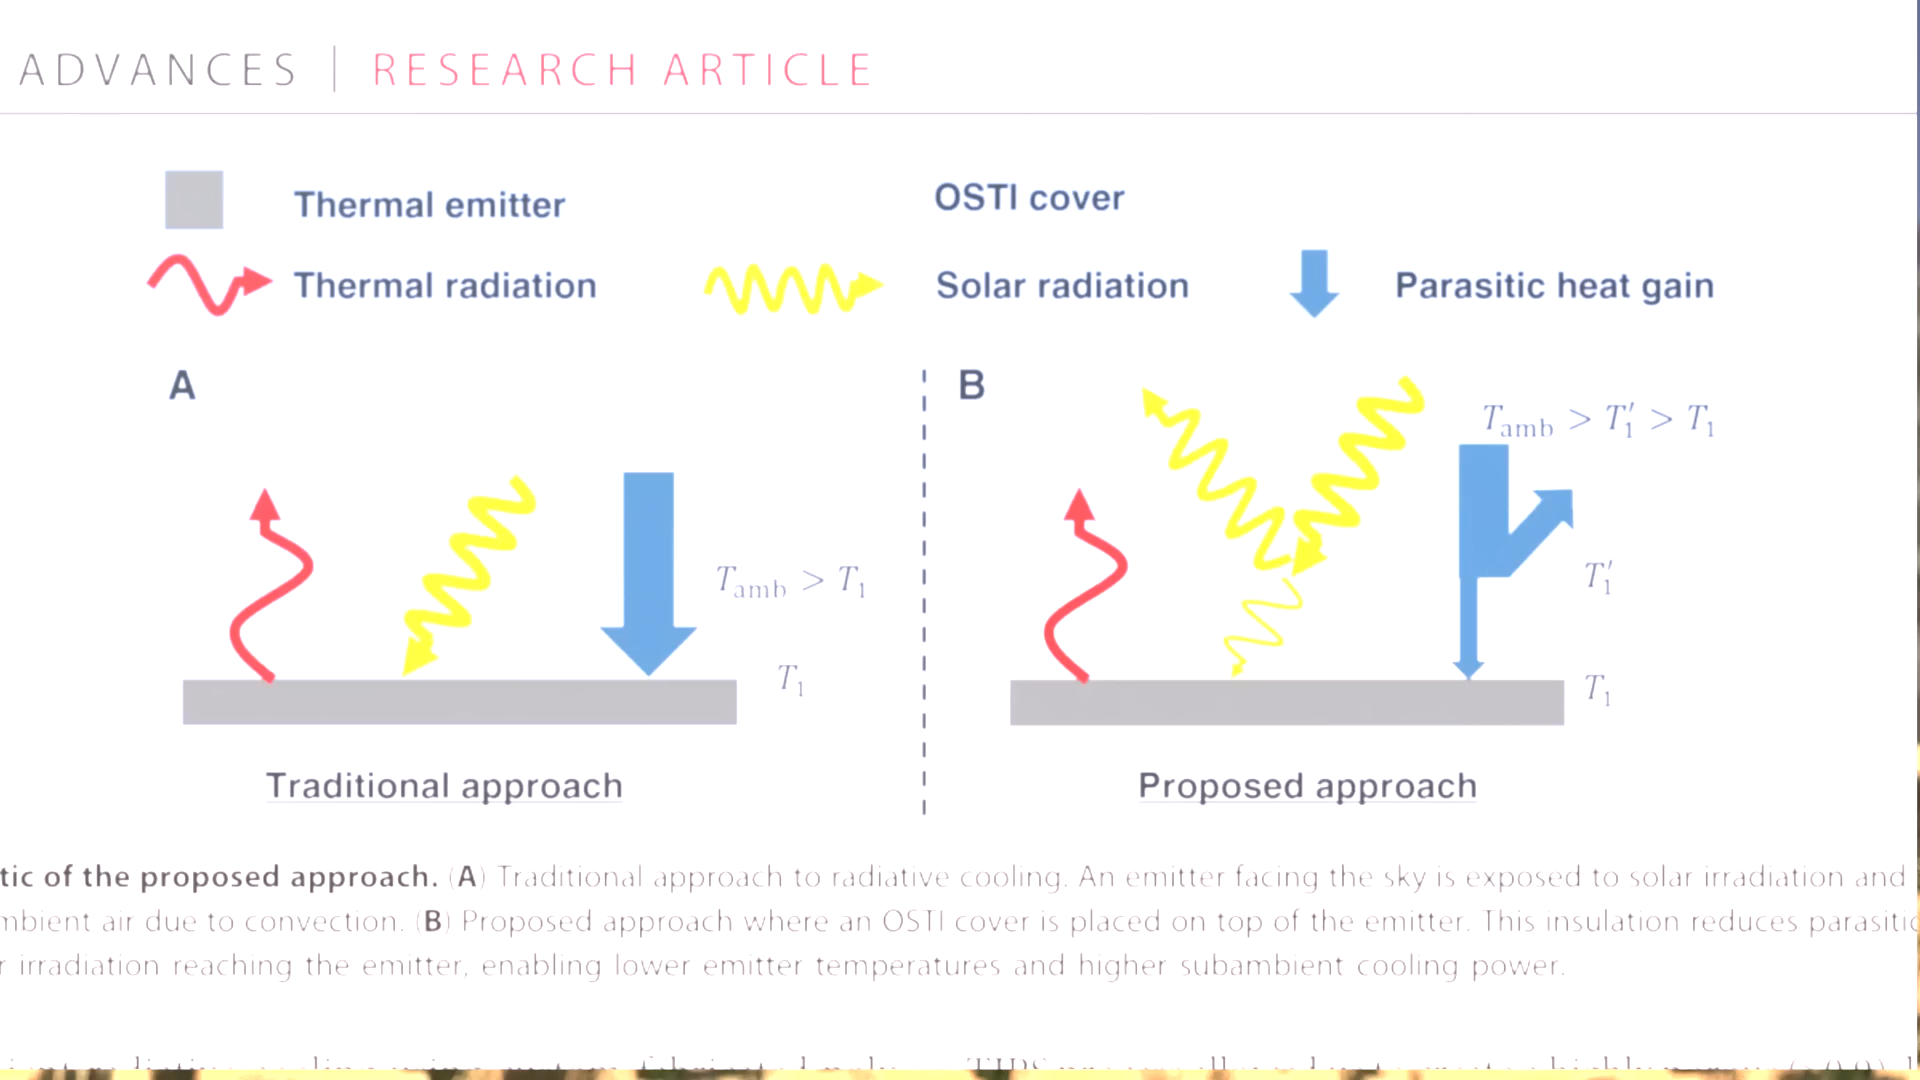 ADVANCES | RESEARCH ARTICLE
Thermal emitter
OSTI cover
Thermal radiation
Solar radiation
Parasitic heat gain
A
B
Tamb > T1′ > T1
Tamb > T1
T1′
T1
T1
Traditional approach
Proposed approach
tic of the proposed approach. (A) Traditional approach to radiative cooling. An emitter facing the sky is exposed to solar irradiation and
mbient air due to convection. (B) Proposed approach where an OSTI cover is placed on top of the emitter. This insulation reduces parasitic
r irradiation reaching the emitter, enabling lower emitter temperatures and higher subambient cooling power.